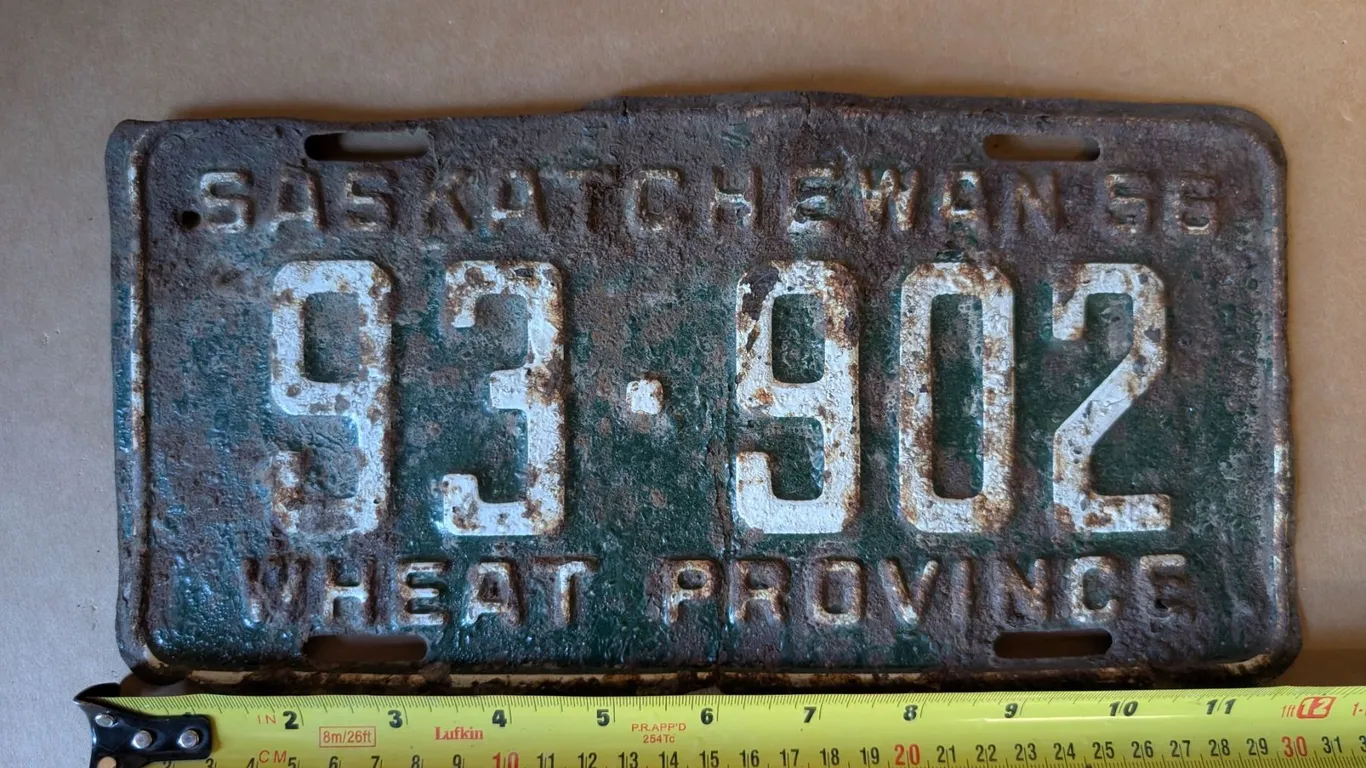 SASKATCHEWAN 56
93·902
WHEAT PROVINCE
IN 2 3 4 5 6 7 8 9 10 11 1ft 12
8m/26ft Lufkin P.R.APP'D
254Tc
CM 5 6 7 8 9 10 11 12 13 14 15 16 17 18 19 20 21 22 23 24 25 26 27 28 29 30 31